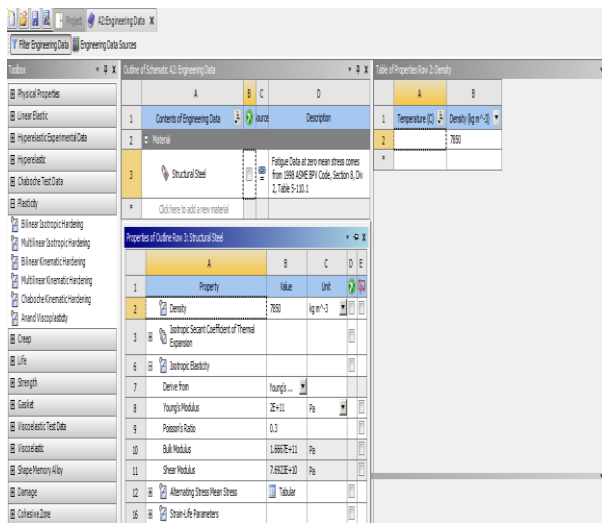 Project
A2:Engineering Data X
Filter Engineering Data Engineering Data Sources
Toolbox
Physical Properties
Linear Elastic
Hyperelastic Experimental Data
Hyperelastic
Chaboche Test Data
Plasticity
Bilinear Isotropic Hardening
Multilinear Isotropic Hardening
Bilinear Kinematic Hardening
Multilinear Kinematic Hardening
Chaboche Kinematic Hardening
Anand Viscoplasticity
Creep
Life
Strength
Gasket
Viscoelastic Test Data
Viscoelastic
Shape Memory Alloy
Damage
Cohesive Zone
Outline of Schematic A2: Engineering Data
A B C D
1 Contents of Engineering Data Source Description
2 Material
3 Structural Steel Fatigue Data at zero mean stress comes
from 1998 ASME BPV Code, Section 8, Div
2, Table 5-110.1
* Click here to add a new material
Properties of Outline Row 3: Structural Steel
A B C D E
1 Property Value Unit
2 Density 7850 kg m^-3
3 Isotropic Secant Coefficient of Thermal
Expansion
6 Isotropic Elasticity
7 Derive from Young's ...
8 Young's Modulus 2E+11 Pa
9 Poisson's Ratio 0.3
10 Bulk Modulus 1.6667E+11 Pa
11 Shear Modulus 7.6923E+10 Pa
12 Alternating Stress Mean Stress Tabular
16 Strain-Life Parameters
Table of Properties Row 2: Density
A B
1 Temperature (C) Density (kg m^-3)
2 7850
*